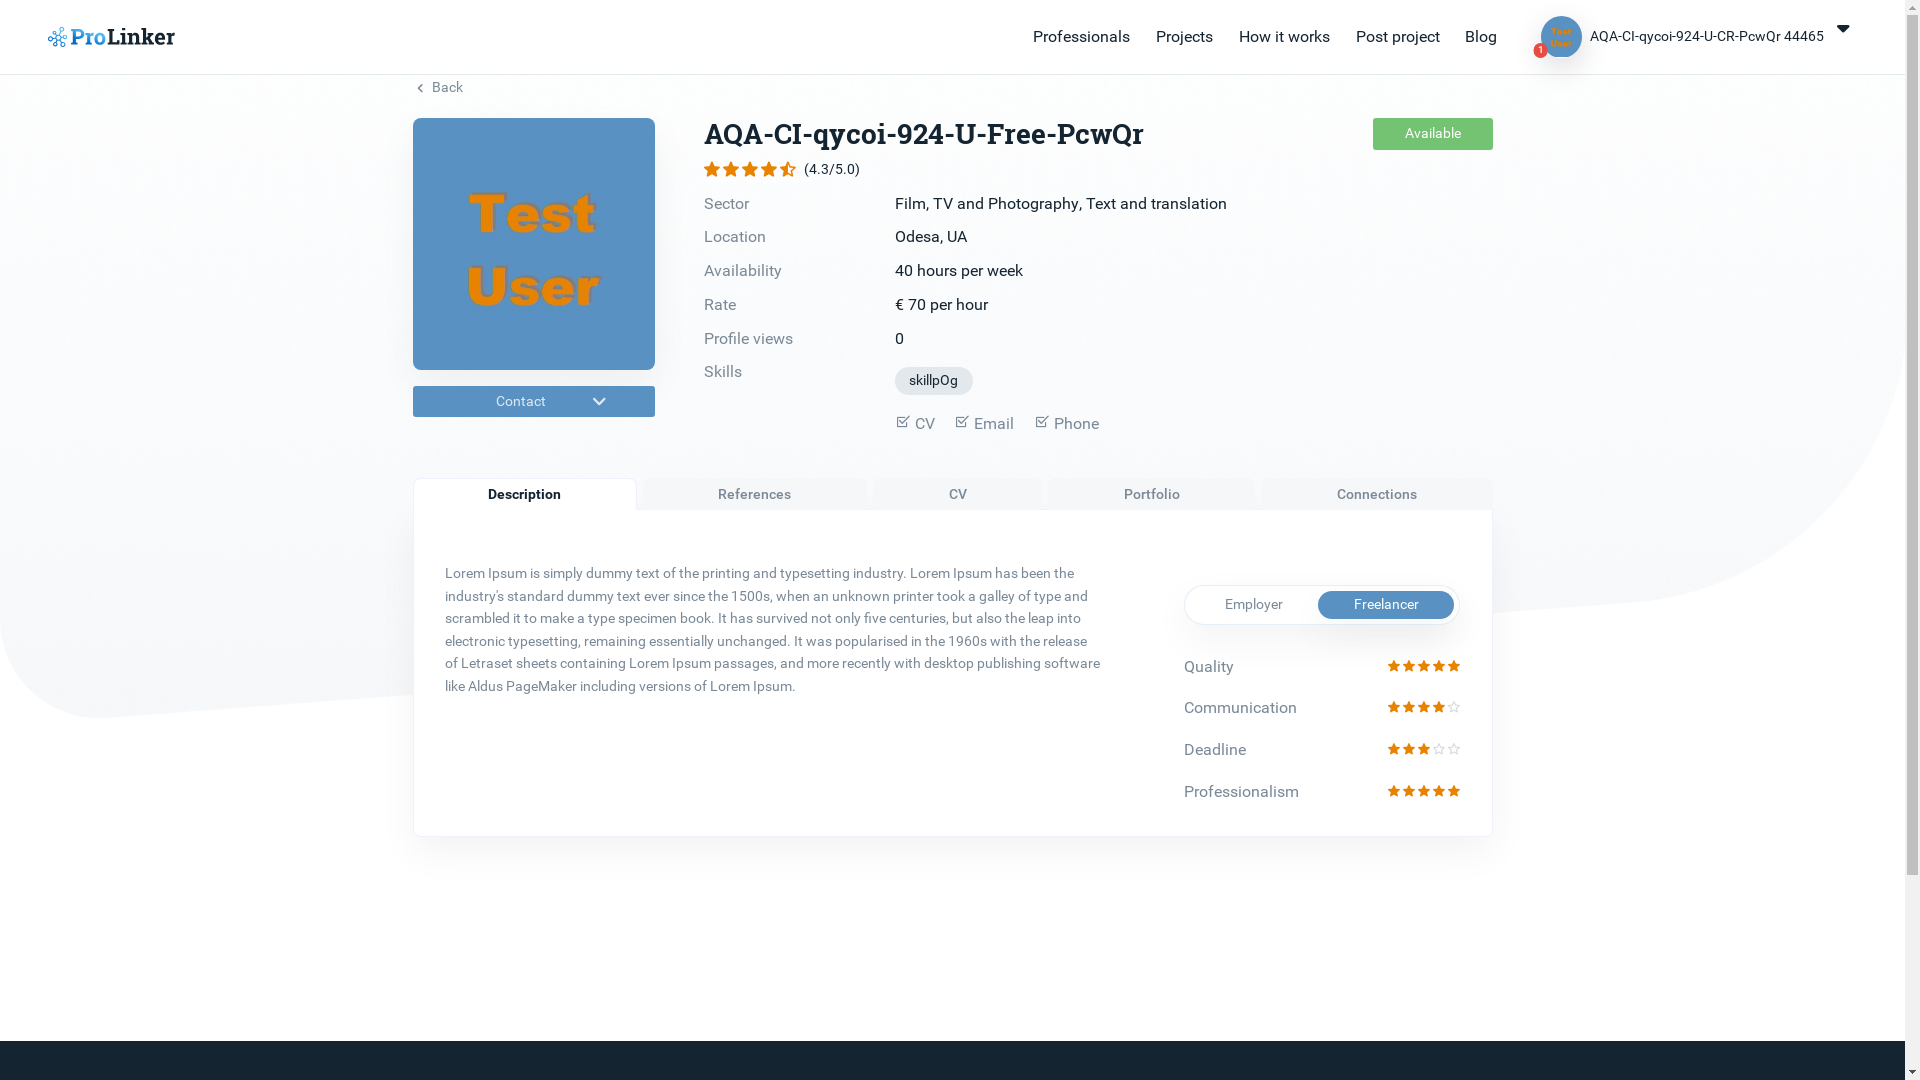 ProLinker
Professionals Projects How it works Post project Blog
1 Test User AQA-CI-qycoi-924-U-CR-PcwQr 44465
Back
Test
User
AQA-CI-qycoi-924-U-Free-PcwQr
Available
(4.3/5.0)
Sector Film, TV and Photography, Text and translation
Location Odesa, UA
Availability 40 hours per week
Rate € 70 per hour
Profile views 0
Skills skillpOg
Contact
CV Email Phone
Description References CV Portfolio Connections
Lorem Ipsum is simply dummy text of the printing and typesetting industry. Lorem Ipsum has been the
industry's standard dummy text ever since the 1500s, when an unknown printer took a galley of type and
scrambled it to make a type specimen book. It has survived not only five centuries, but also the leap into
electronic typesetting, remaining essentially unchanged. It was popularised in the 1960s with the release
of Letraset sheets containing Lorem Ipsum passages, and more recently with desktop publishing software
like Aldus PageMaker including versions of Lorem Ipsum.
Employer Freelancer
Quality
Communication
Deadline
Professionalism